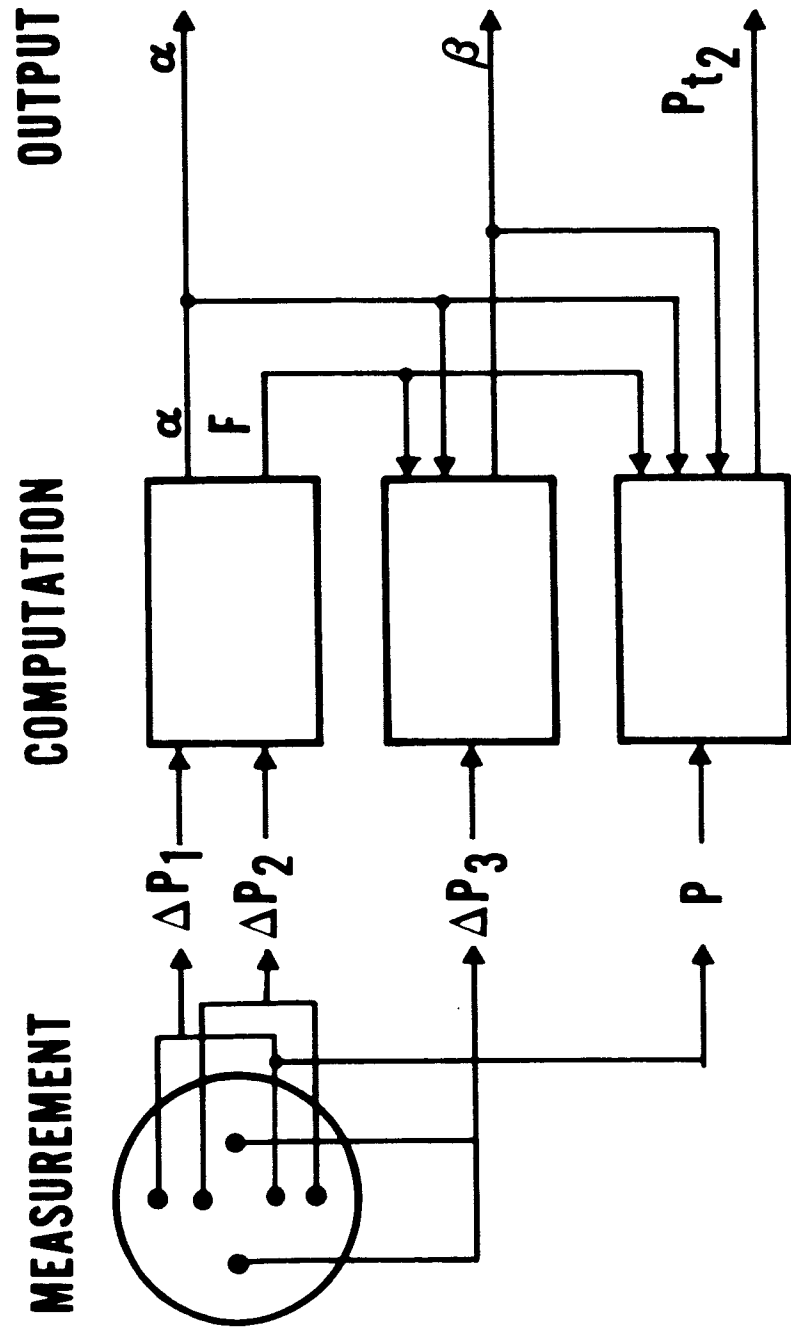 MEASUREMENT
COMPUTATION
OUTPUT
ΔP1
α
α
ΔP2
F
ΔP3
β
P
Pt2